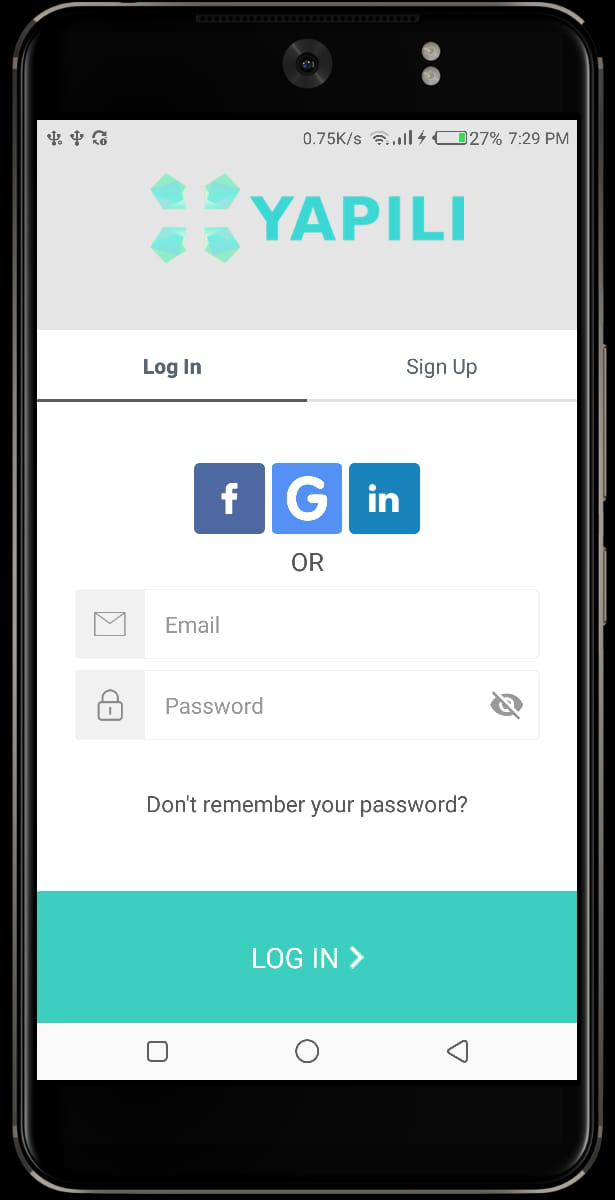 0.75K/s 27% 7:29 PM
YAPILI
Log In Sign Up
f G in
OR
Email
Password
Don't remember your password?
LOG IN